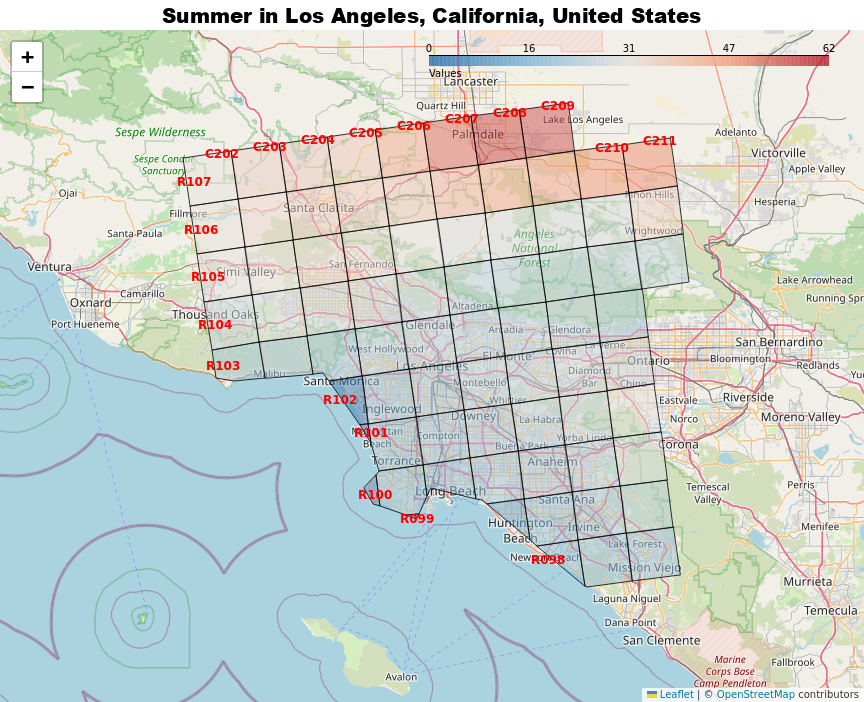 Summer in Los Angeles, California, United States
+
−
0 16 31 47 62
Values
Lancaster
Quartz Hill
C209
C208
Lake Los Angeles
C207
C206
Palmdale
C205
C204
C203
C202
C210
C211
Adelanto
Victorville
Apple Valley
Sespe Wilderness
Sespe Condor
Sanctuary
R107
Ojai
Fillmore
Santa Clarita
Piñon Hills
Hesperia
Santa Paula
R106
Wrightwood
Angeles
National
Forest
Ventura
R105
Simi Valley
San Fernando
Lake Arrowhead
Camarillo
Oxnard
Running Spr
Port Hueneme
Thousand Oaks
R104
Altadena
Glendale
Arcadia
Glendora
San Bernardino
West Hollywood
El Monte
Covina
La Verne
Ontario
Bloomington
Redlands
R103
Malibu
Los Angeles
Diamond
Bar
Chino
Yuc
Santa Monica
Montebello
R102
Inglewood
Whittier
Eastvale
Riverside
Downey
La Habra
Norco
Moreno Valley
R101
Manhattan
Beach
Compton
Buena Park
Yorba Linda
Corona
Torrance
Anaheim
Temescal
Valley
Perris
R100
Long Beach
Santa Ana
R099
Huntington
Beach
Irvine
Menifee
Newport Beach
R098
Lake Forest
Mission Viejo
Murrieta
Laguna Niguel
Temecula
Dana Point
San Clemente
Marine
Corps Base
Camp Pendleton
Fallbrook
Avalon
Leaflet | © OpenStreetMap contributors